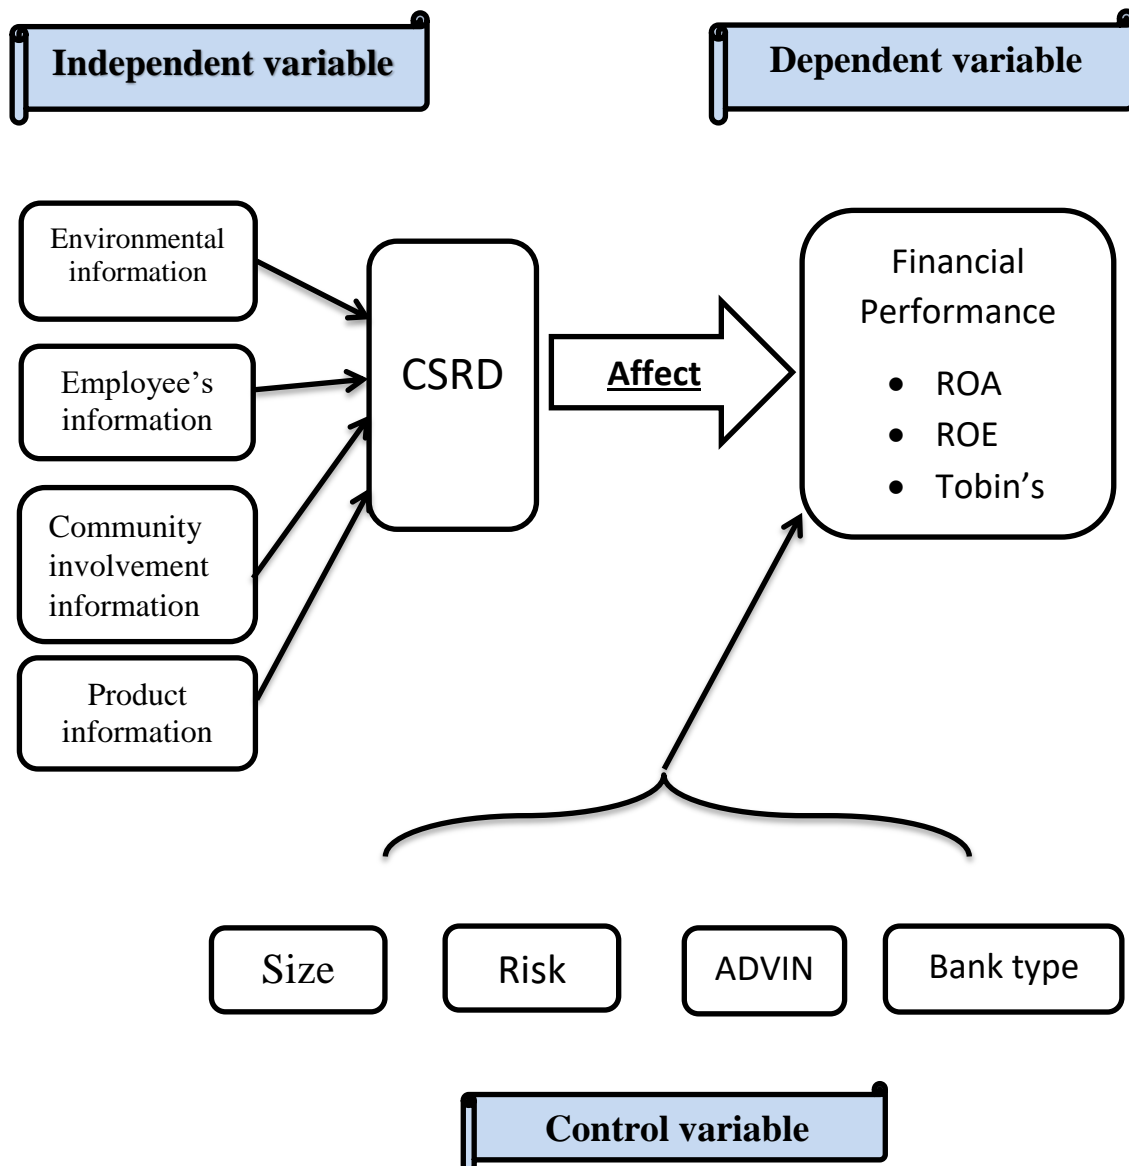 Independent variable
Dependent variable
Environmental
information
Employee’s
information
Community
involvement
information
Product
information
CSRD
Affect
Financial
Performance
• ROA
• ROE
• Tobin’s
Size
Risk
ADVIN
Bank type
Control variable